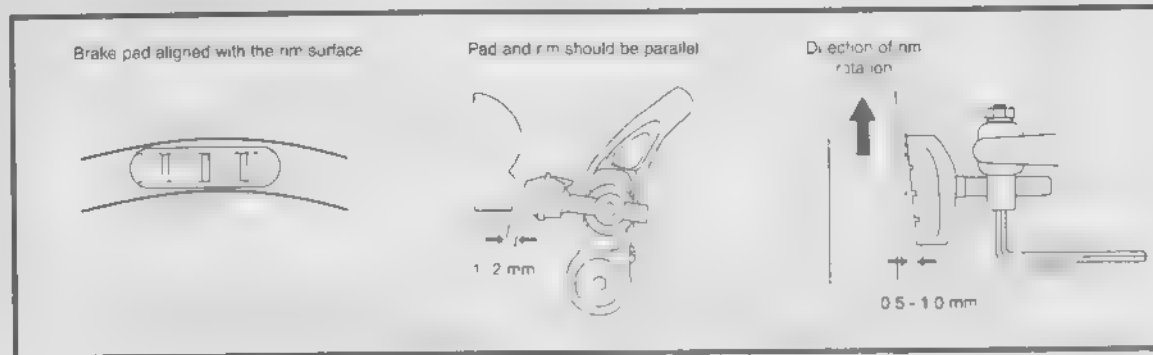 Brake pad aligned with the rim surface
Pad and rim should be parallel
Direction of rim
rotation
1 2 mm
0.5 - 1.0 mm